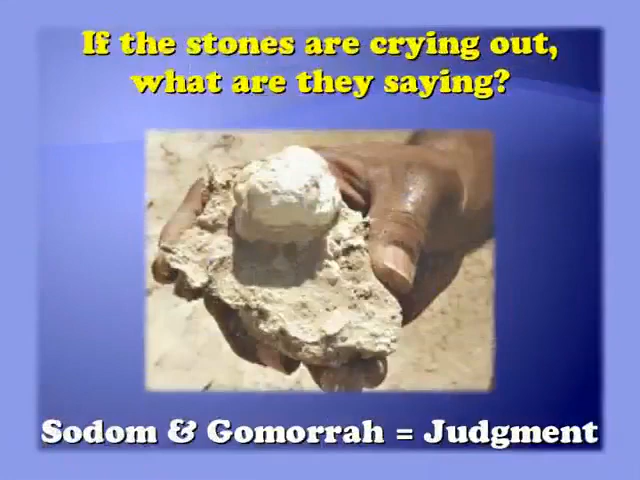 If the stones are crying out,
what are they saying?
Sodom & Gomorrah = Judgment